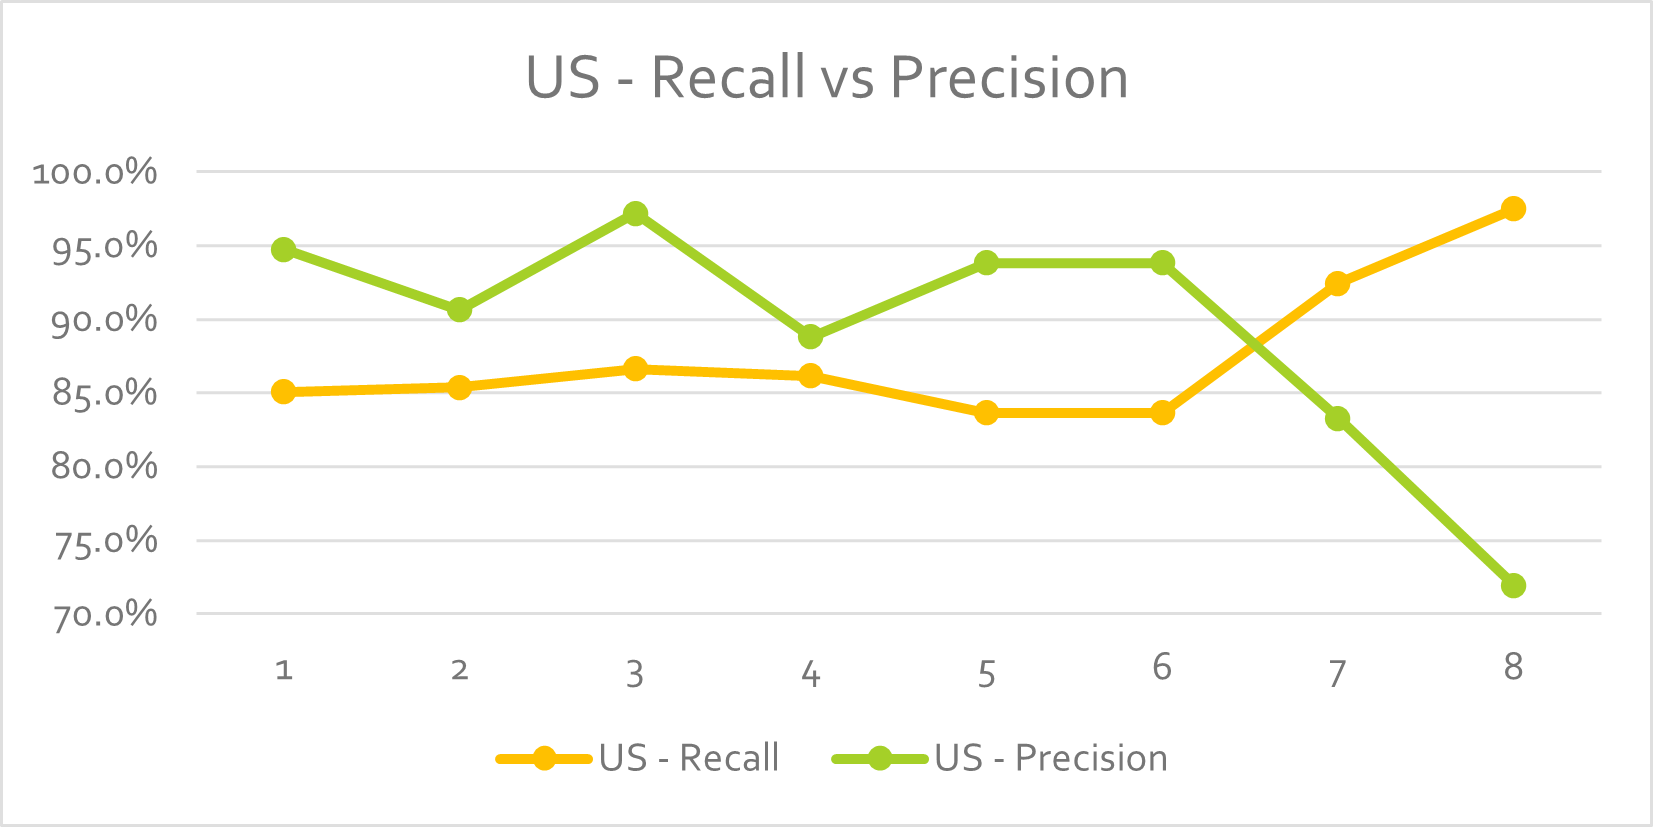 US - Recall vs Precision
100.0%
95.0%
90.0%
85.0%
80.0%
75.0%
70.0%
1 2 3 4 5 6 7 8
US - Recall US - Precision